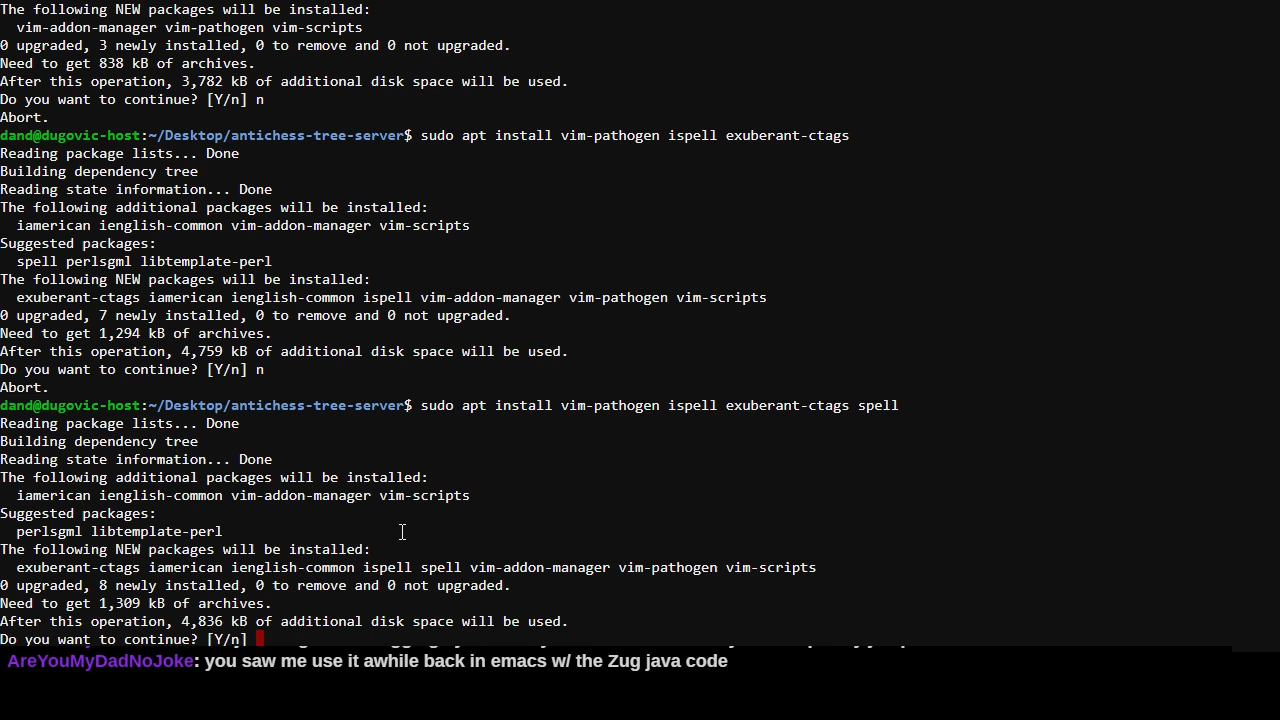 The following NEW packages will be installed:
  vim-addon-manager vim-pathogen vim-scripts
0 upgraded, 3 newly installed, 0 to remove and 0 not upgraded.
Need to get 838 kB of archives.
After this operation, 3,782 kB of additional disk space will be used.
Do you want to continue? [Y/n] n
Abort.
dand@dugovic-host:~/Desktop/antichess-tree-server$ sudo apt install vim-pathogen ispell exuberant-ctags
Reading package lists... Done
Building dependency tree
Reading state information... Done
The following additional packages will be installed:
  iamerican ienglish-common vim-addon-manager vim-scripts
Suggested packages:
  spell perlsgml libtemplate-perl
The following NEW packages will be installed:
  exuberant-ctags iamerican ienglish-common ispell vim-addon-manager vim-pathogen vim-scripts
0 upgraded, 7 newly installed, 0 to remove and 0 not upgraded.
Need to get 1,294 kB of archives.
After this operation, 4,759 kB of additional disk space will be used.
Do you want to continue? [Y/n] n
Abort.
dand@dugovic-host:~/Desktop/antichess-tree-server$ sudo apt install vim-pathogen ispell exuberant-ctags spell
Reading package lists... Done
Building dependency tree
Reading state information... Done
The following additional packages will be installed:
  iamerican ienglish-common vim-addon-manager vim-scripts
Suggested packages:
  perlsgml libtemplate-perl
The following NEW packages will be installed:
  exuberant-ctags iamerican ienglish-common ispell spell vim-addon-manager vim-pathogen vim-scripts
0 upgraded, 8 newly installed, 0 to remove and 0 not upgraded.
Need to get 1,309 kB of archives.
After this operation, 4,836 kB of additional disk space will be used.
Do you want to continue? [Y/n]
AreYouMyDadNoJoke: you saw me use it awhile back in emacs w/ the Zug java code